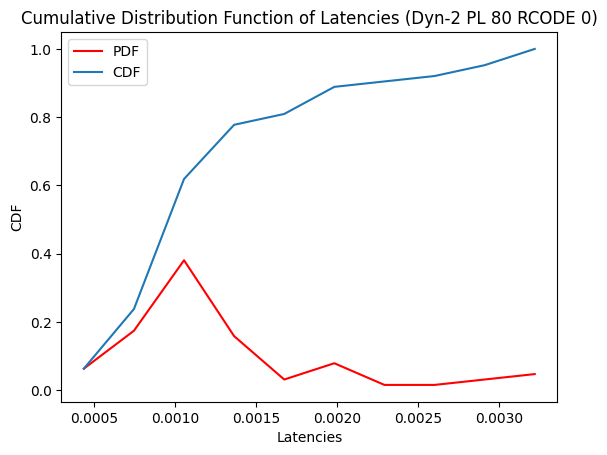 Cumulative Distribution Function of Latencies (Dyn-2 PL 80 RCODE 0)
PDF
CDF
1.0
0.8
0.6
0.4
0.2
0.0
CDF
0.0005 0.0010 0.0015 0.0020 0.0025 0.0030
Latencies